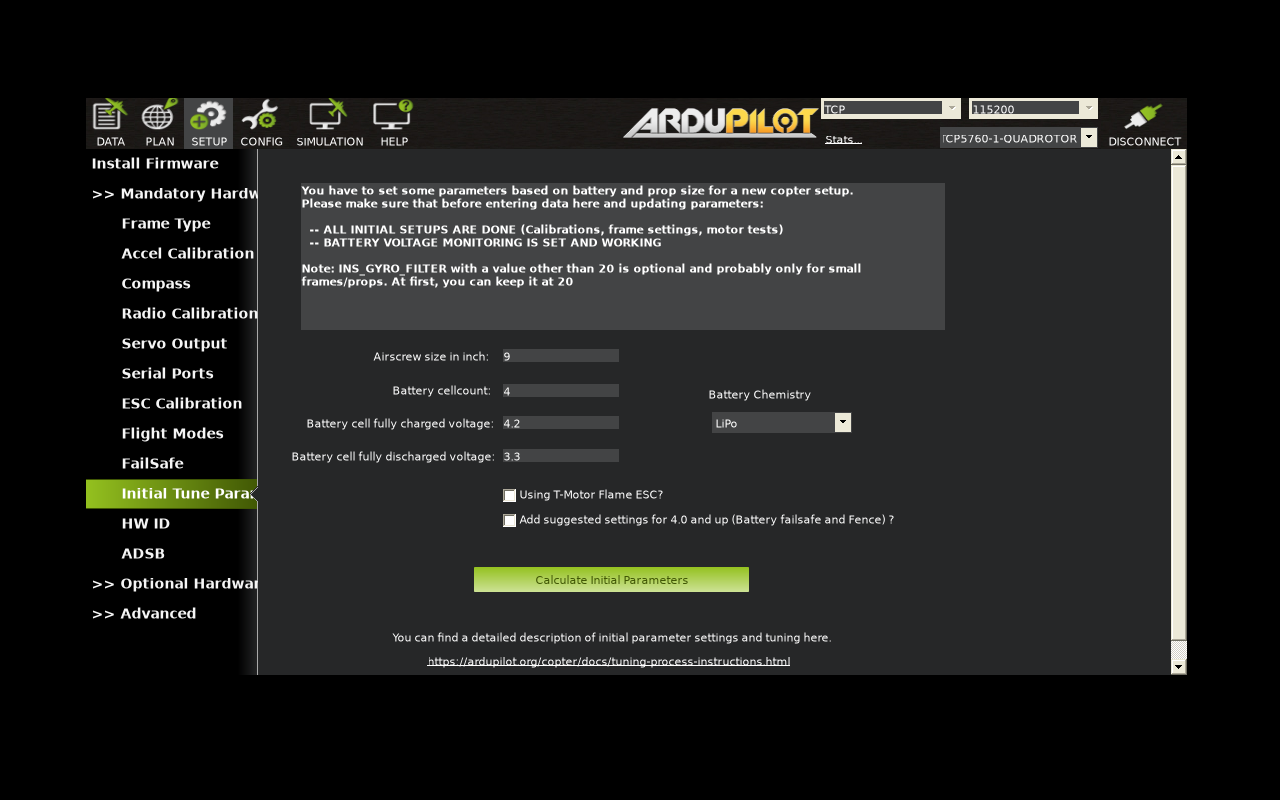 DATA
PLAN
SETUP
CONFIG
SIMULATION
HELP
ARDUPILOT
TCP
115200
Stats...
TCP5760-1-QUADROTOR
DISCONNECT
Install Firmware
>> Mandatory Hardw
Frame Type
Accel Calibration
Compass
Radio Calibration
Servo Output
Serial Ports
ESC Calibration
Flight Modes
FailSafe
Initial Tune Para
HW ID
ADSB
>> Optional Hardwar
>> Advanced
You have to set some parameters based on battery and prop size for a new copter setup.
Please make sure that before entering data here and updating parameters:
-- ALL INITIAL SETUPS ARE DONE (Calibrations, frame settings, motor tests)
-- BATTERY VOLTAGE MONITORING IS SET AND WORKING
Note: INS_GYRO_FILTER with a value other than 20 is optional and probably only for small
frames/props. At first, you can keep it at 20
Airscrew size in inch: 9
Battery cellcount: 4
Battery Chemistry
Battery cell fully charged voltage: 4.2
LiPo
Battery cell fully discharged voltage: 3.3
Using T-Motor Flame ESC?
Add suggested settings for 4.0 and up (Battery failsafe and Fence) ?
Calculate Initial Parameters
You can find a detailed description of initial parameter settings and tuning here.
https://ardupilot.org/copter/docs/tuning-process-instructions.html